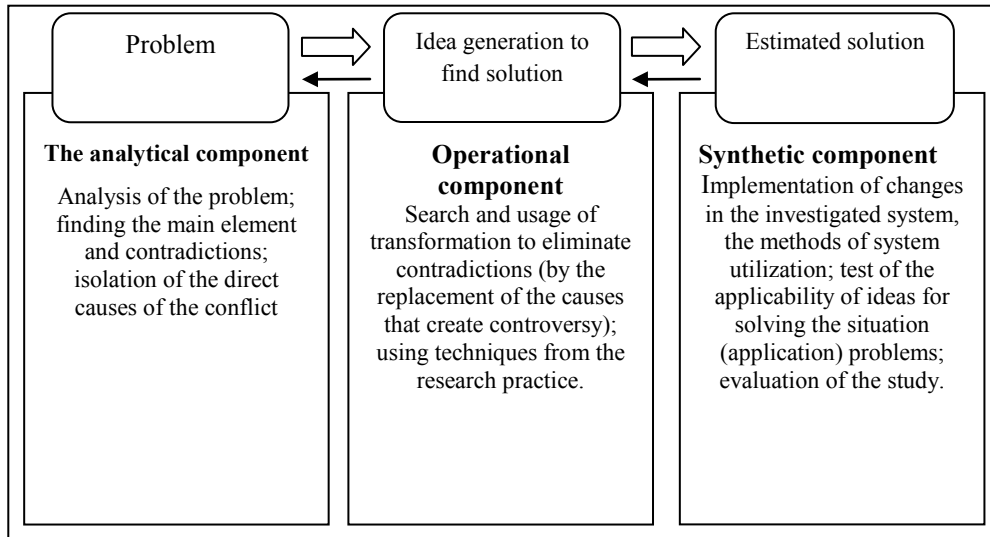 Problem
Idea generation to
find solution
Estimated solution
The analytical component
Analysis of the problem;
finding the main element
and contradictions;
isolation of the direct
causes of the conflict
Operational
component
Search and usage of
transformation to eliminate
contradictions (by the
replacement of the causes
that create controversy);
using techniques from the
research practice.
Synthetic component
Implementation of changes
in the investigated system,
the methods of system
utilization; test of the
applicability of ideas for
solving the situation
(application) problems;
evaluation of the study.